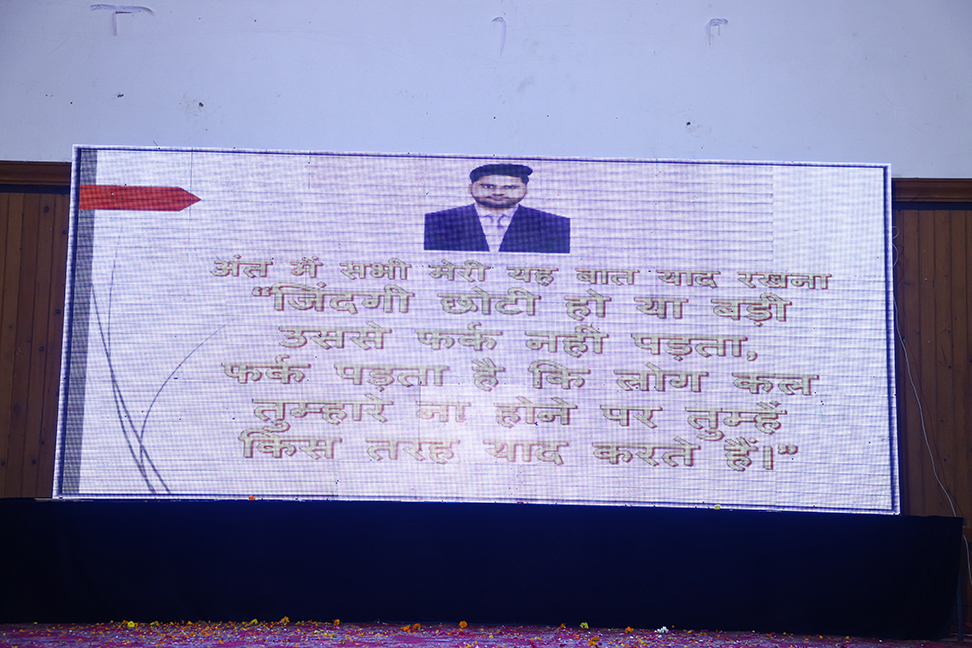 अंत में सभी मेरी यह बात याद रखना
“जिंदगी छोटी हो या बड़ी
उससे फर्क नहीं पड़ता,
फर्क पड़ता है कि लोग कल
तुम्हारे ना होने पर तुम्हें
किस तरह याद करते हैं।”